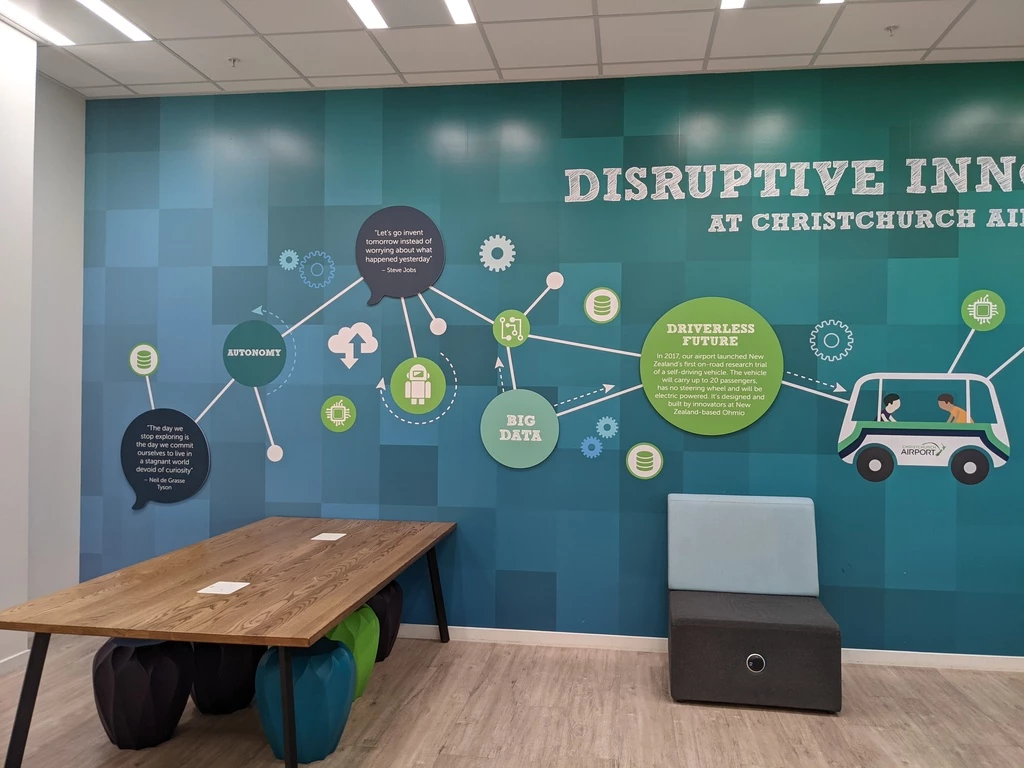 DISRUPTIVE INNO
AT CHRISTCHURCH AI
"Let's go invent
tomorrow instead of
worrying about what
happened yesterday"
– Steve Jobs
AUTONOMY
"The day we
stop exploring is
the day we commit
ourselves to live in
a stagnant world
devoid of curiosity"
– Neil de Grasse
Tyson
BIG
DATA
DRIVERLESS
FUTURE
In 2017, our airport launched New
Zealand's first on-road research trial
of a self-driving vehicle. The vehicle
will carry up to 20 passengers,
has no steering wheel and will be
electric powered. It's designed and
built by innovators at New
Zealand-based Ohmio
CHRISTCHURCH
AIRPORT